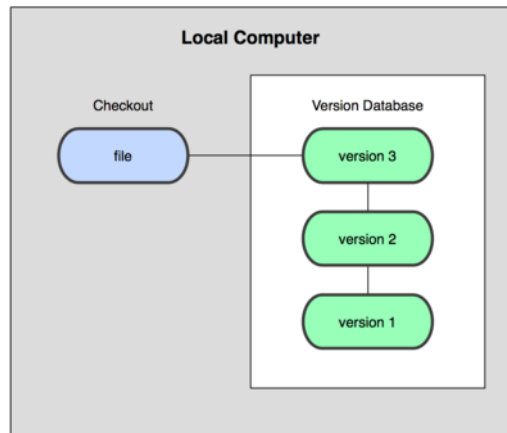 Local Computer
Checkout
Version Database
file
version 3
version 2
version 1